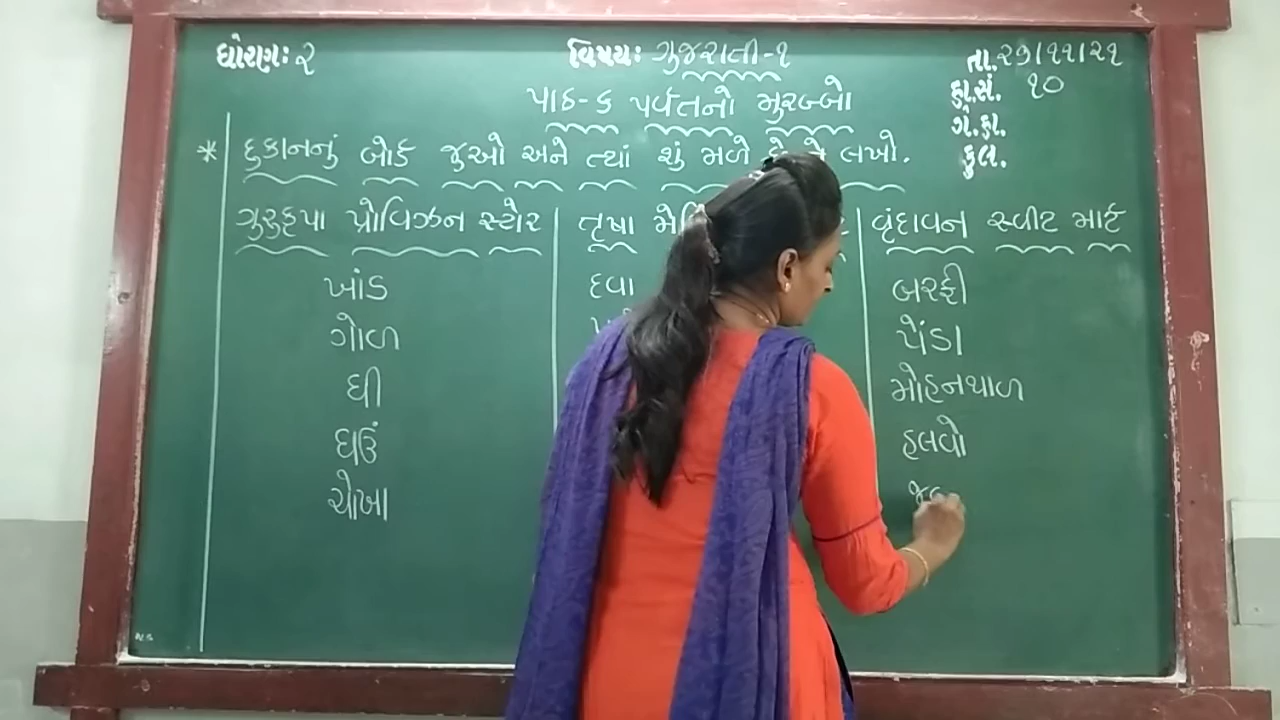 ધોરણઃ ૨ વિષયઃ ગુજરાતી-૧ તા. ૨૭/૧૧/૨૧
પાઠ-૬ પર્વતનો મુરબ્બો હા.સં. ૧૦
ગે.હા.
કુલ.
* દુકાનનું બોર્ડ જુઓ અને ત્યાં શું મળે લખો.
ગુરુકૃપા પ્રોવિઝન સ્ટોર તૃષા વૃંદાવન સ્વીટ માર્ટ
ખાંડ દવા બરફી
ગોળ પેંડા
ઘી મોહનથાળ
ઘઉં હલવો
ચોખા